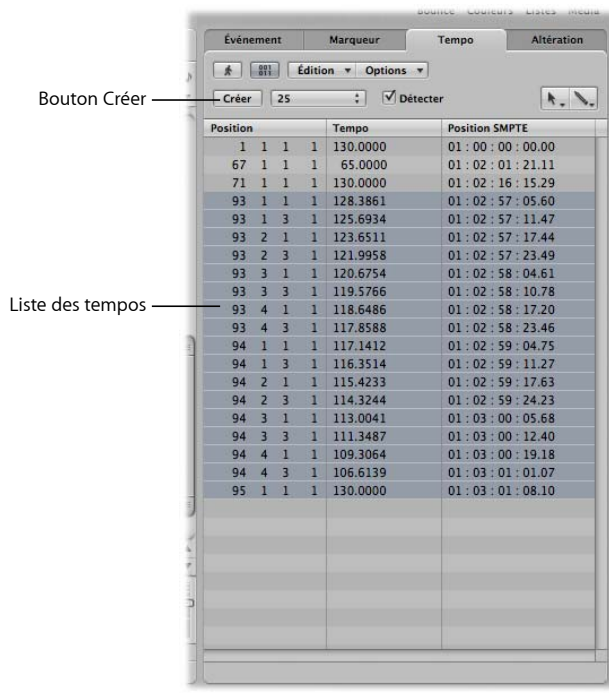 Bounce Couleurs Listes Média
Événement Marqueur Tempo Altération
Édition Options
Bouton Créer
Créer 25 Détecter
Position Tempo Position SMPTE
1 1 1 1 130.0000 01 : 00 : 00 : 00.00
67 1 1 1 65.0000 01 : 02 : 01 : 21.11
71 1 1 1 130.0000 01 : 02 : 16 : 15.29
93 1 1 1 128.3861 01 : 02 : 57 : 05.60
93 1 3 1 125.6934 01 : 02 : 57 : 11.47
93 2 1 1 123.6511 01 : 02 : 57 : 17.44
93 2 3 1 121.9958 01 : 02 : 57 : 23.49
93 3 1 1 120.6754 01 : 02 : 58 : 04.61
93 3 3 1 119.5766 01 : 02 : 58 : 10.78
Liste des tempos
93 4 1 1 118.6486 01 : 02 : 58 : 17.20
93 4 3 1 117.8588 01 : 02 : 58 : 23.46
94 1 1 1 117.1412 01 : 02 : 59 : 04.75
94 1 3 1 116.3514 01 : 02 : 59 : 11.27
94 2 1 1 115.4233 01 : 02 : 59 : 17.63
94 2 3 1 114.3244 01 : 02 : 59 : 24.23
94 3 1 1 113.0041 01 : 03 : 00 : 05.68
94 3 3 1 111.3487 01 : 03 : 00 : 12.40
94 4 1 1 109.3064 01 : 03 : 00 : 19.18
94 4 3 1 106.6139 01 : 03 : 01 : 01.07
95 1 1 1 130.0000 01 : 03 : 01 : 08.10